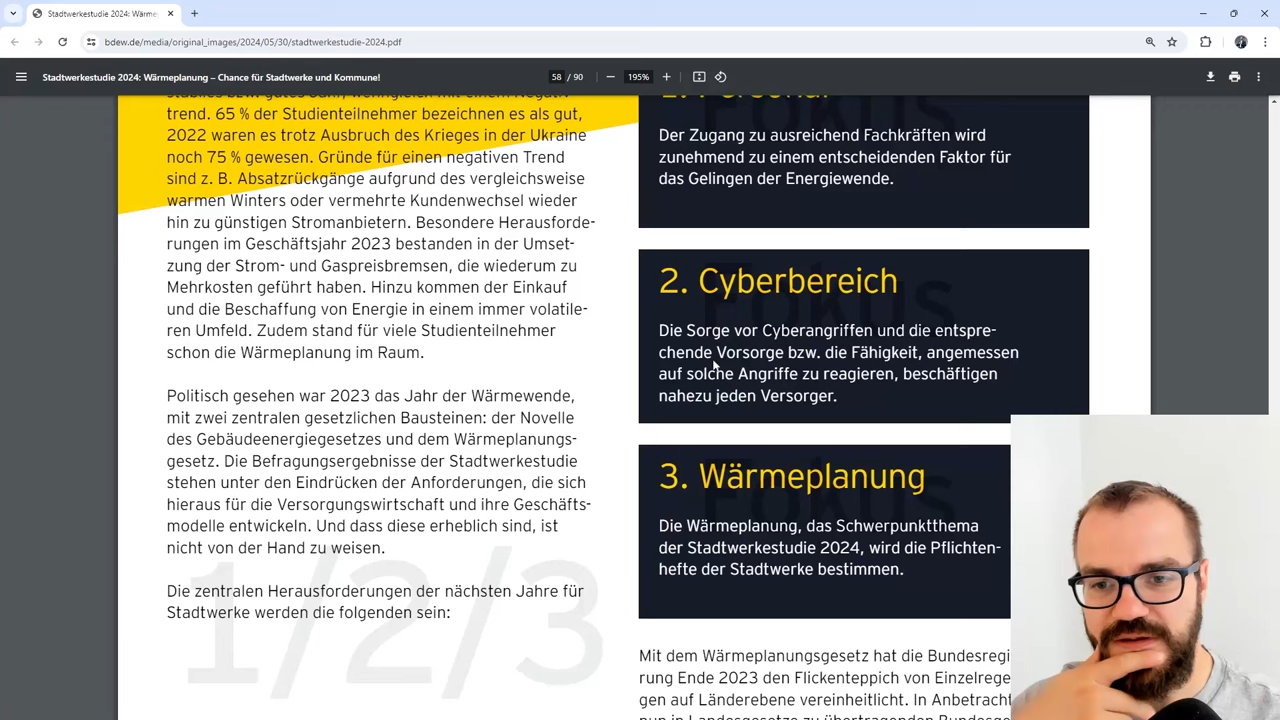 Stadtwerkestudie 2024: Wärme
bdew.de/media/original_images/2024/05/30/stadtwerkestudie-2024.pdf
Stadtwerkestudie 2024: Wärmeplanung – Chance für Stadtwerke und Kommune!
58 / 90
195%
trend. 65 % der Studienteilnehmer bezeichnen es als gut,
2022 waren es trotz Ausbruch des Krieges in der Ukraine
noch 75 % gewesen. Gründe für einen negativen Trend
sind z. B. Absatzrückgänge aufgrund des vergleichsweise
warmen Winters oder vermehrte Kundenwechsel wieder
hin zu günstigen Stromanbietern. Besondere Herausforde-
rungen im Geschäftsjahr 2023 bestanden in der Umset-
zung der Strom- und Gaspreisbremsen, die wiederum zu
Mehrkosten geführt haben. Hinzu kommen der Einkauf
und die Beschaffung von Energie in einem immer volatile-
ren Umfeld. Zudem stand für viele Studienteilnehmer
schon die Wärmeplanung im Raum.
Politisch gesehen war 2023 das Jahr der Wärmewende,
mit zwei zentralen gesetzlichen Bausteinen: der Novelle
des Gebäudeenergiegesetzes und dem Wärmeplanungs-
gesetz. Die Befragungsergebnisse der Stadtwerkestudie
stehen unter den Eindrücken der Anforderungen, die sich
hieraus für die Versorgungswirtschaft und ihre Geschäfts-
modelle entwickeln. Und dass diese erheblich sind, ist
nicht von der Hand zu weisen.
Die zentralen Herausforderungen der nächsten Jahre für
Stadtwerke werden die folgenden sein:
1/2/3
1. Personal
Der Zugang zu ausreichend Fachkräften wird
zunehmend zu einem entscheidenden Faktor für
das Gelingen der Energiewende.
Fokus
2. Cyberbereich
Die Sorge vor Cyberangriffen und die entspre-
chende Vorsorge bzw. die Fähigkeit, angemessen
auf solche Angriffe zu reagieren, beschäftigen
nahezu jeden Versorger.
Fokus
3. Wärmeplanung
Die Wärmeplanung, das Schwerpunktthema
der Stadtwerkestudie 2024, wird die Pflichten-
hefte der Stadtwerke bestimmen.
Mit dem Wärmeplanungsgesetz hat die Bundesregi
rung Ende 2023 den Flickenteppich von Einzelrege
gen auf Länderebene vereinheitlicht. In Anbetracht